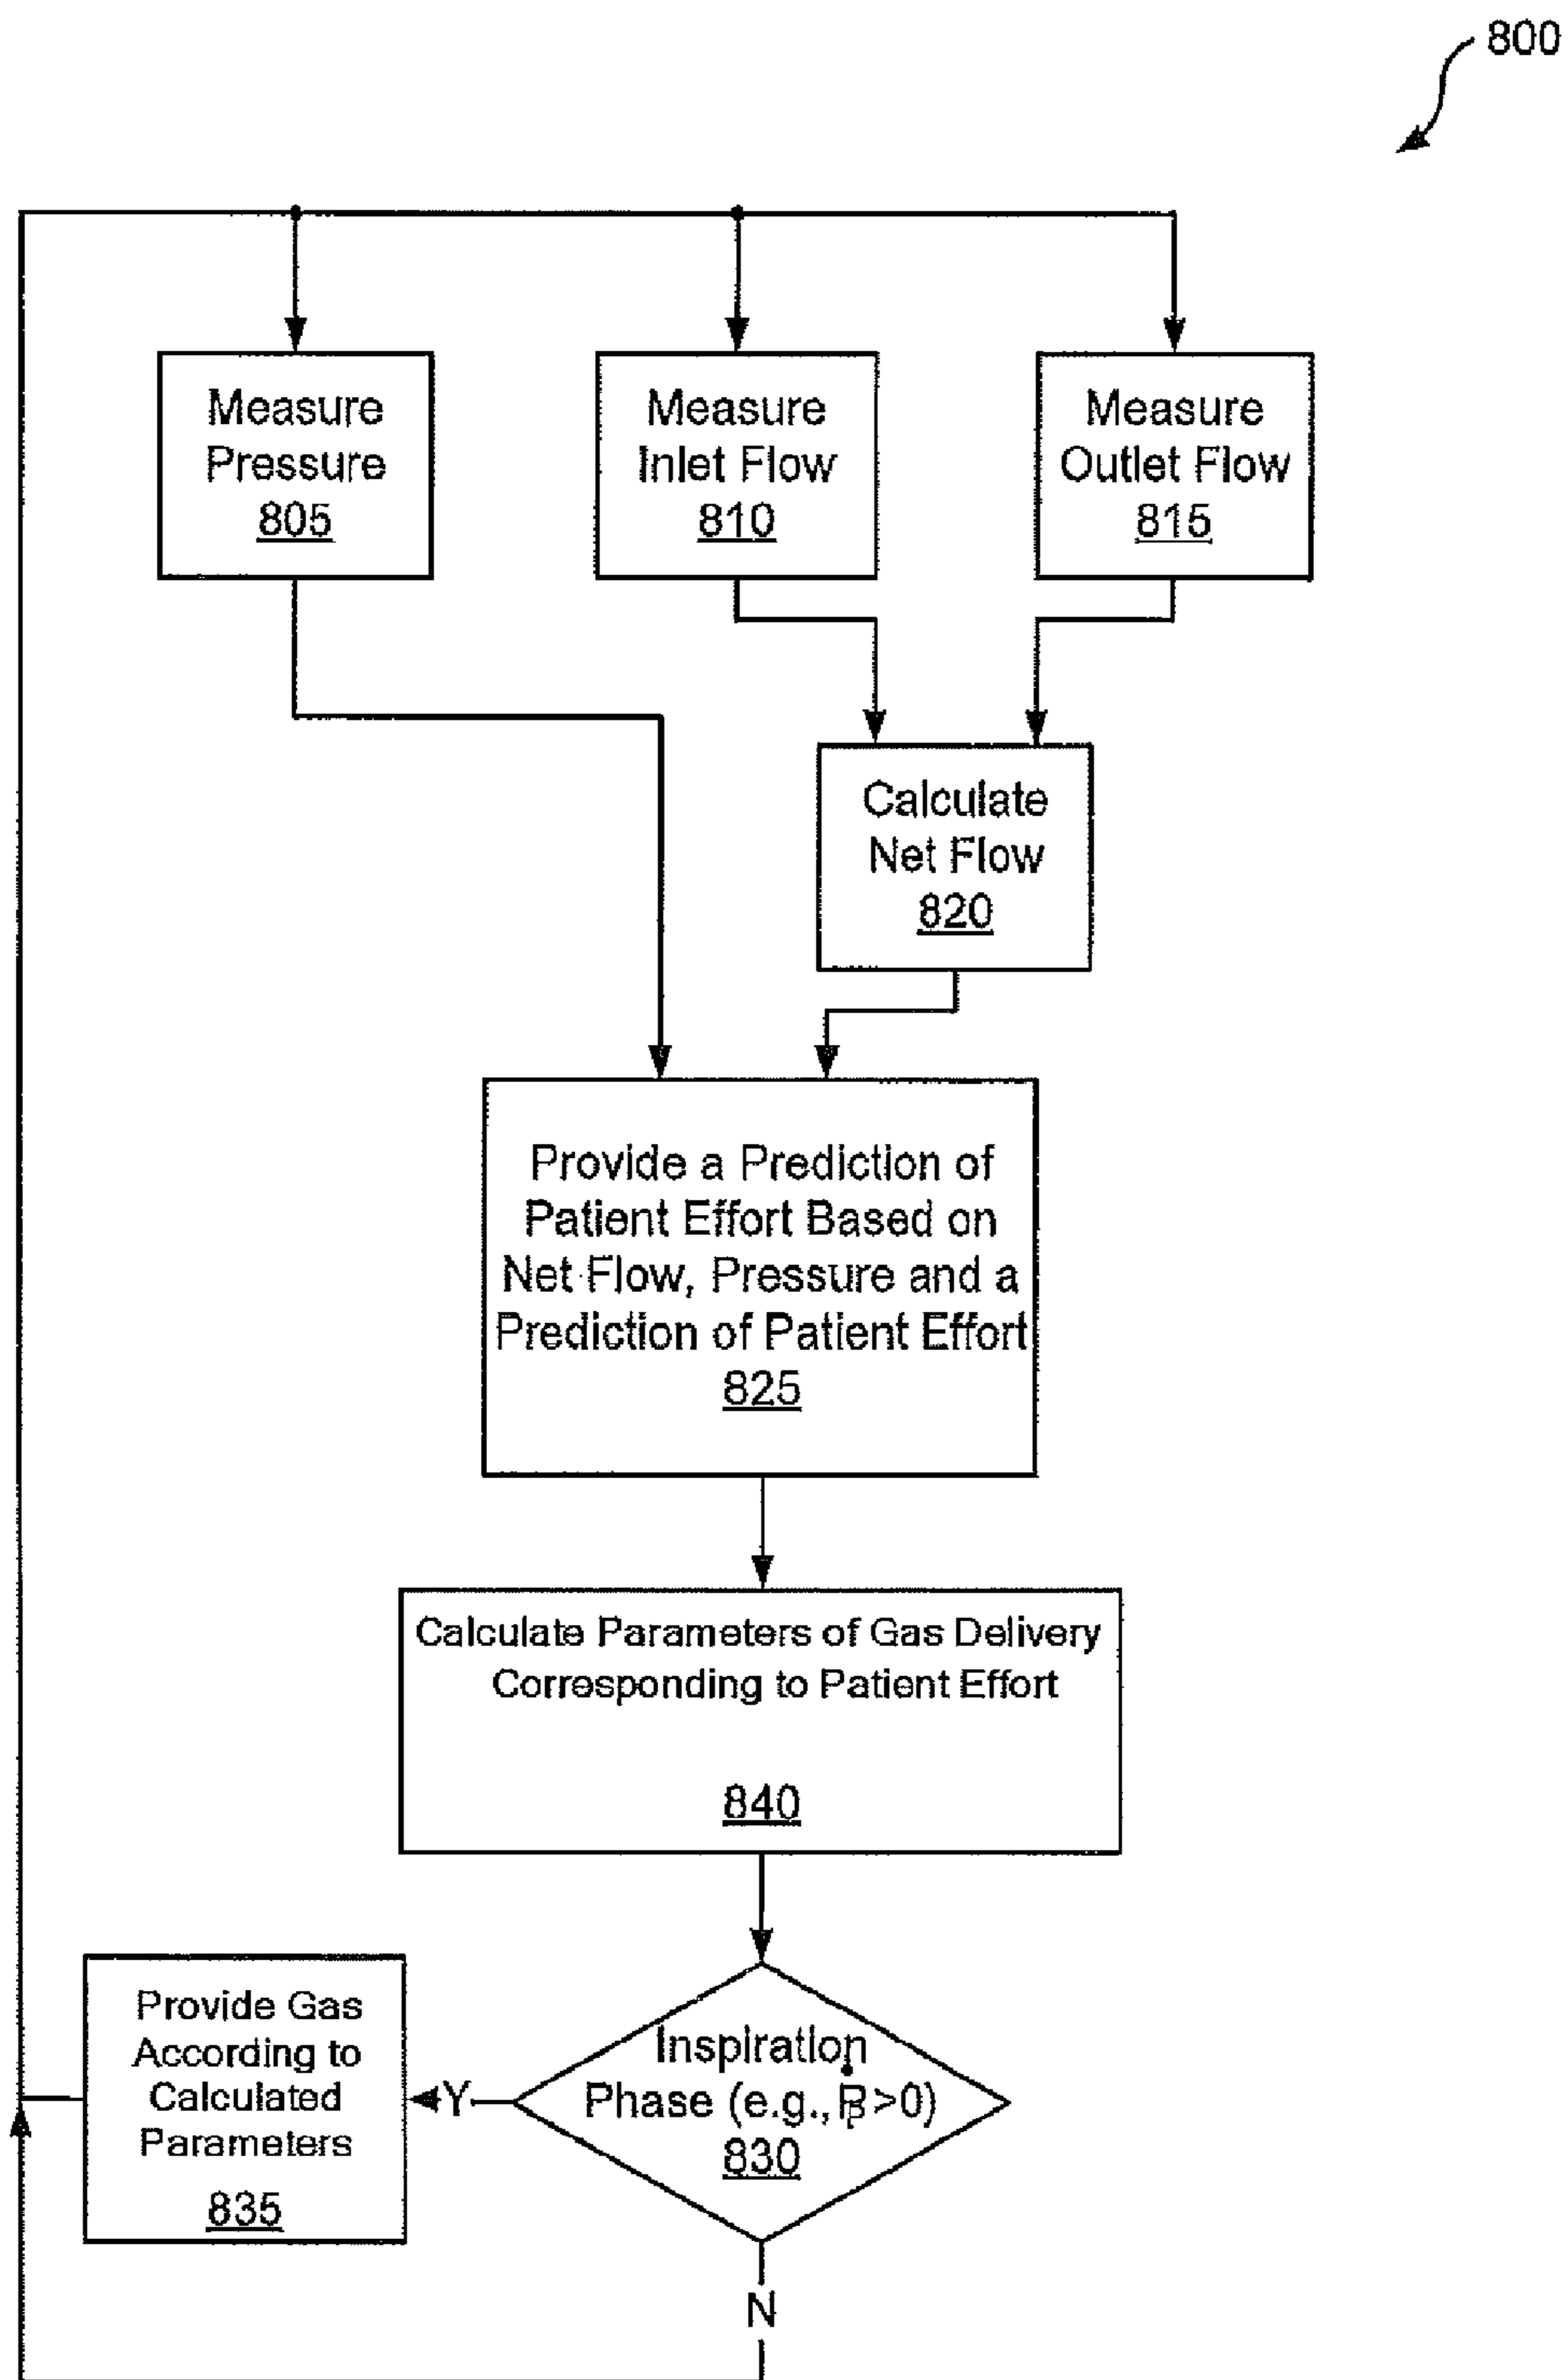 800
Measure
Pressure
805
Measure
Inlet Flow
810
Measure
Outlet Flow
815
Calculate
Net Flow
820
Provide a Prediction of
Patient Effort Based on
Net Flow, Pressure and a
Prediction of Patient Effort
825
Calculate Parameters of Gas Delivery
Corresponding to Patient Effort
840
Inspiration
Phase (e.g., >0)
830
Y
Provide Gas
According to
Calculated
Parameters
835
N